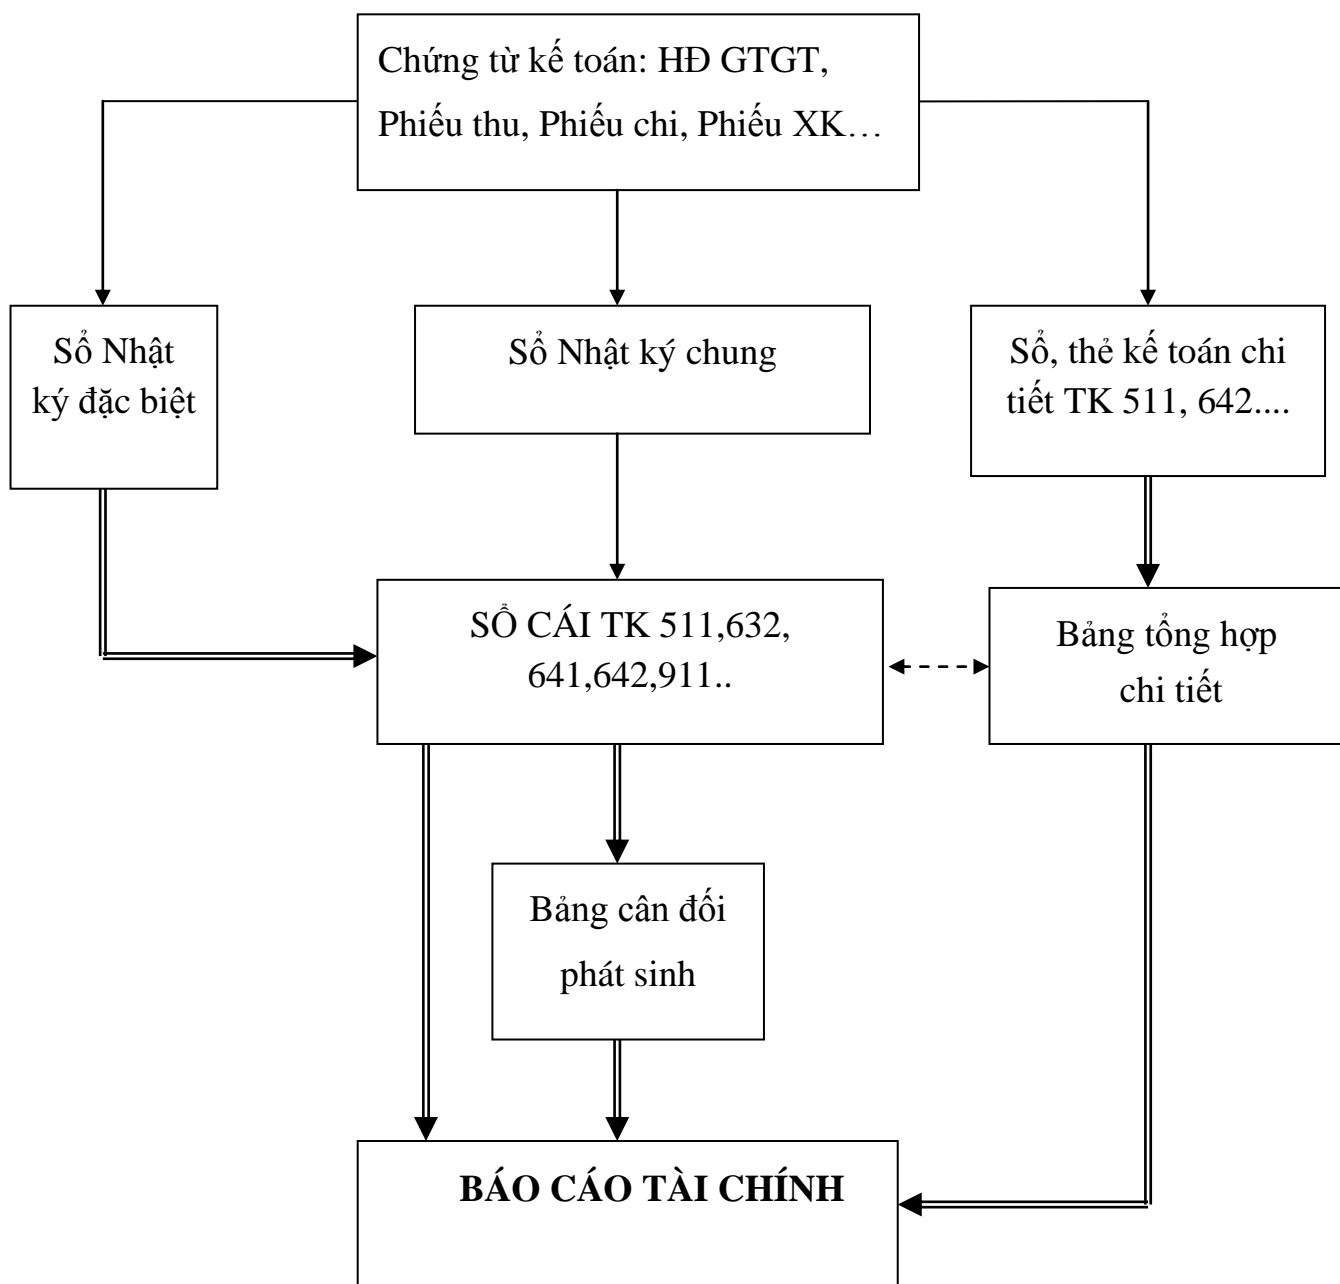 Chứng từ kế toán: HĐ GTGT,
Phiếu thu, Phiếu chi, Phiếu XK…
Sổ Nhật
ký đặc biệt
Sổ Nhật ký chung
Sổ, thẻ kế toán chi
tiết TK 511, 642....
SỔ CÁI TK 511,632,
641,642,911..
Bảng tổng hợp
chi tiết
Bảng cân đối
phát sinh
BÁO CÁO TÀI CHÍNH